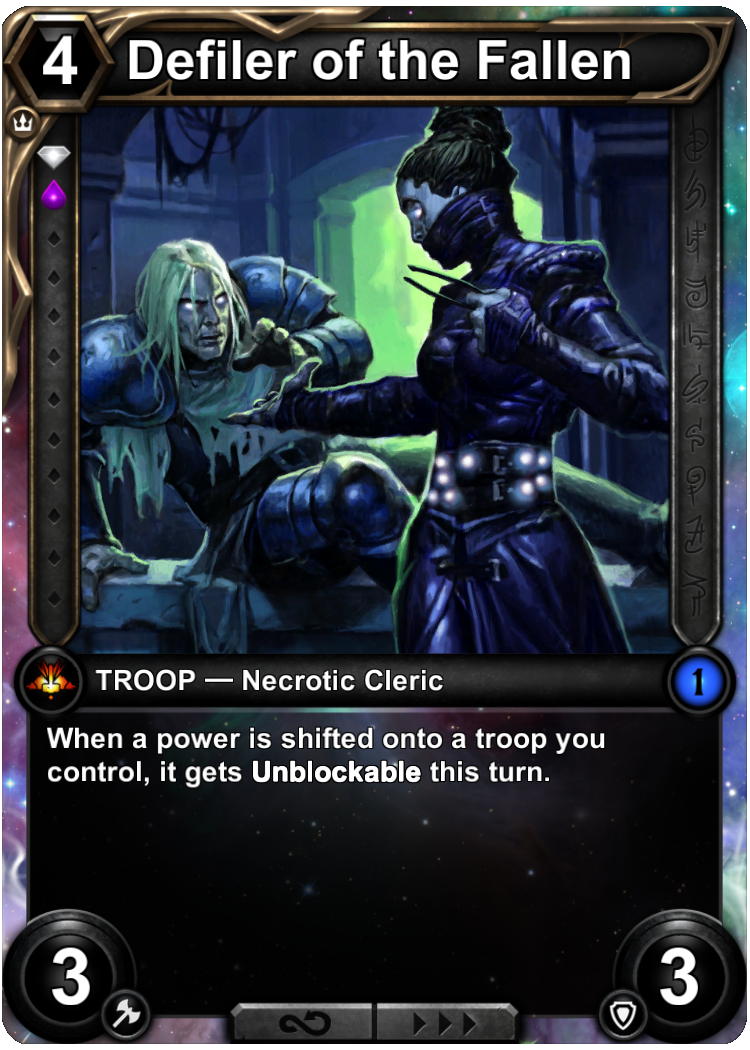 4
Defiler of the Fallen
TROOP — Necrotic Cleric
1
When a power is shifted onto a troop you
control, it gets Unblockable this turn.
3
3